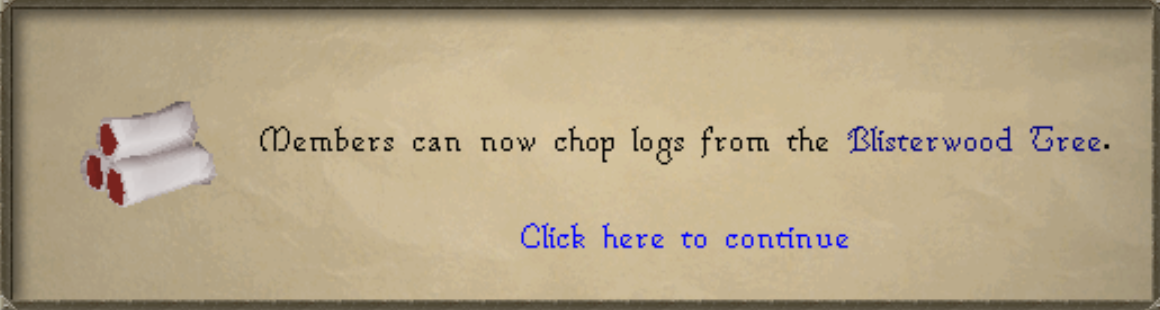 Members can now chop logs from the Blisterwood Tree.
Click here to continue